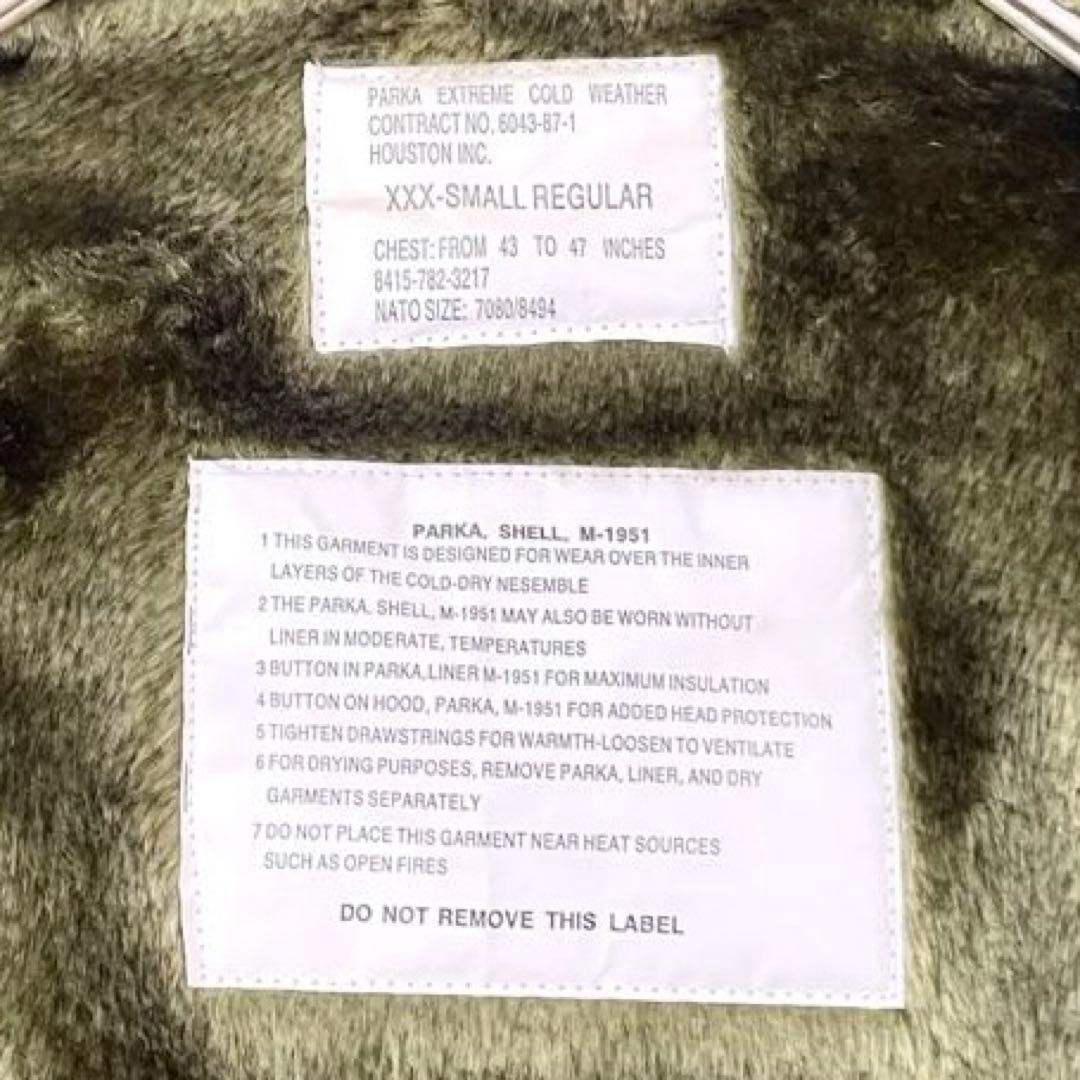 PARKA EXTREME COLD WEATHER
CONTRACT NO. 6043-87-1
HOUSTON INC.
XXX-SMALL REGULAR
CHEST: FROM 43 TO 47 INCHES
8415-782-3217
NATO SIZE: 7080/8494
PARKA, SHELL, M-1951
1 THIS GARMENT IS DESIGNED FOR WEAR OVER THE INNER
LAYERS OF THE COLD-DRY NESEMBLE
2 THE PARKA. SHELL, M-1951 MAY ALSO BE WORN WITHOUT
LINER IN MODERATE, TEMPERATURES
3 BUTTON IN PARKA,LINER M-1951 FOR MAXIMUM INSULATION
4 BUTTON ON HOOD, PARKA, M-1951 FOR ADDED HEAD PROTECTION
5 TIGHTEN DRAWSTRINGS FOR WARMTH-LOOSEN TO VENTILATE
6 FOR DRYING PURPOSES, REMOVE PARKA, LINER, AND DRY
GARMENTS SEPARATELY
7 DO NOT PLACE THIS GARMENT NEAR HEAT SOURCES
SUCH AS OPEN FIRES
DO NOT REMOVE THIS LABEL